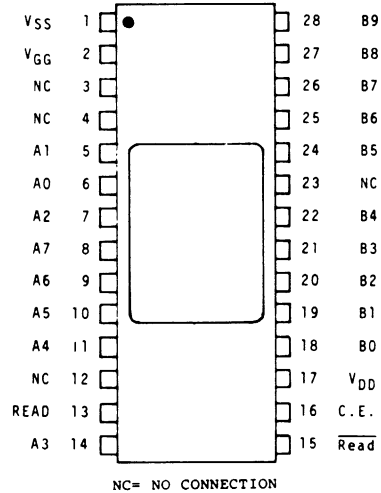 VSS 1 28 B9
VGG 2 27 B8
NC 3 26 B7
NC 4 25 B6
A1 5 24 B5
A0 6 23 NC
A2 7 22 B4
A7 8 21 B3
A6 9 20 B2
A5 10 19 B1
A4 11 18 B0
NC 12 17 VDD
READ 13 16 C.E.
A3 14 15 R̅e̅a̅d̅
NC= NO CONNECTION